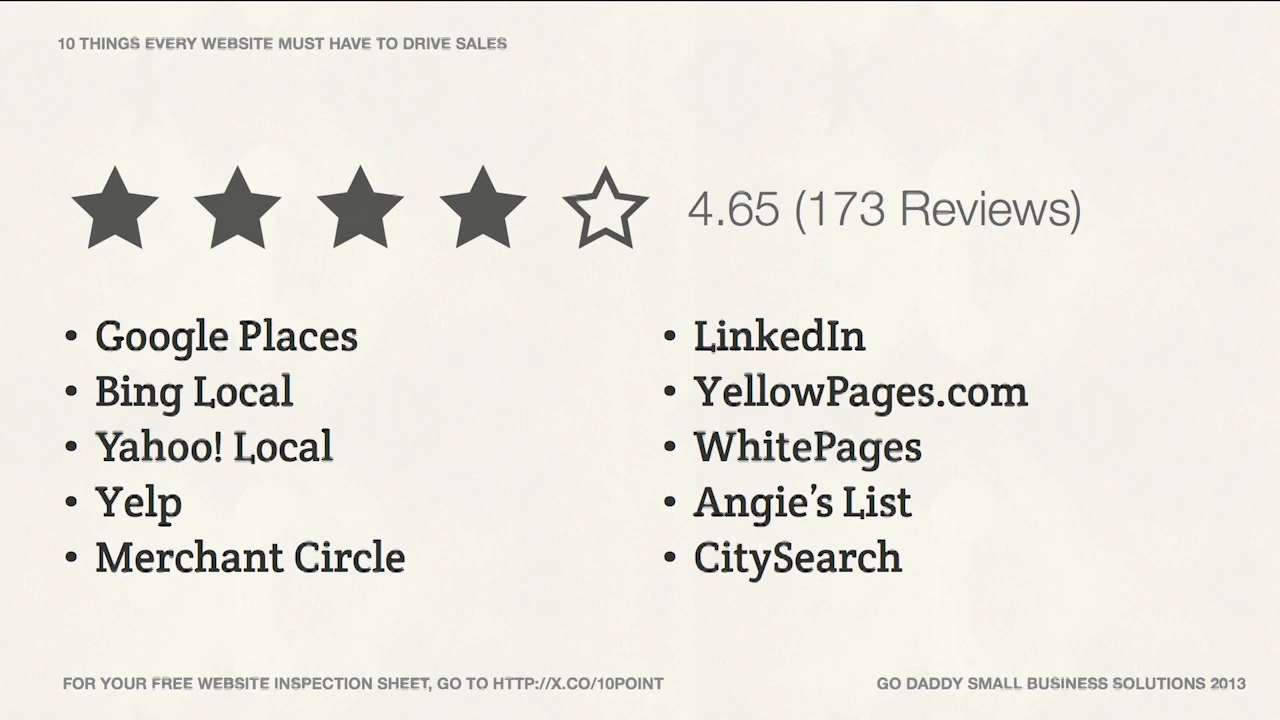 10 THINGS EVERY WEBSITE MUST HAVE TO DRIVE SALES
4.65 (173 Reviews)
• Google Places
• Bing Local
• Yahoo! Local
• Yelp
• Merchant Circle
• LinkedIn
• YellowPages.com
• WhitePages
• Angie’s List
• CitySearch
FOR YOUR FREE WEBSITE INSPECTION SHEET, GO TO HTTP://X.CO/10POINT
GO DADDY SMALL BUSINESS SOLUTIONS 2013